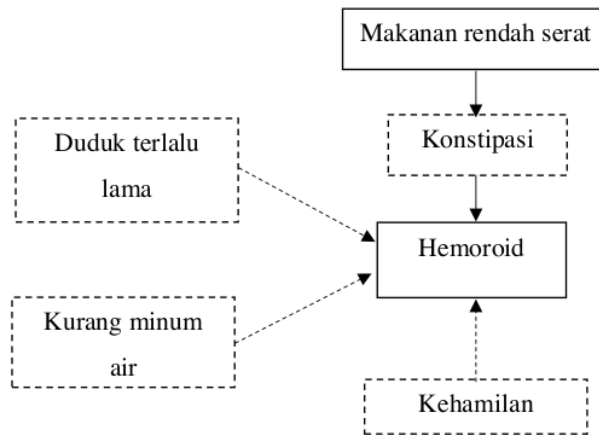 Makanan rendah serat
Konstipasi
Duduk terlalu
lama
Hemoroid
Kurang minum
air
Kehamilan